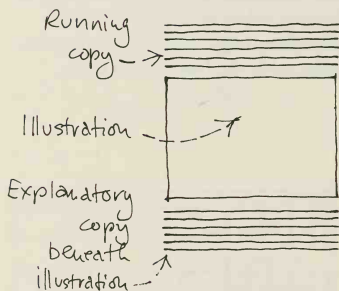 Running
copy
Illustration
Explanatory
copy
beneath
illustration